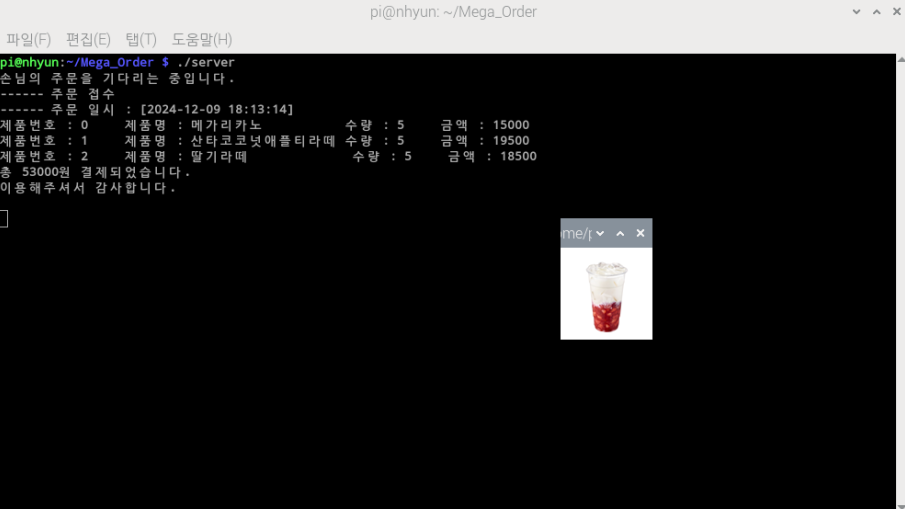 pi@nhyun: ~/Mega_Order
파일(F) 편집(E) 탭(T) 도움말(H)
pi@nhyun:~/Mega_Order $ ./server
손님의 주문을 기다리는 중입니다.
------ 주문 접수
------ 주문 일시 : [2024-12-09 18:13:14]
제품번호 : 0 제품명 : 메가리카노 수량 : 5 금액 : 15000
제품번호 : 1 제품명 : 산타코코넛애플티라떼 수량 : 5 금액 : 19500
제품번호 : 2 제품명 : 딸기라떼 수량 : 5 금액 : 18500
총 53000원 결제되었습니다.
이용해주셔서 감사합니다.
ome/p